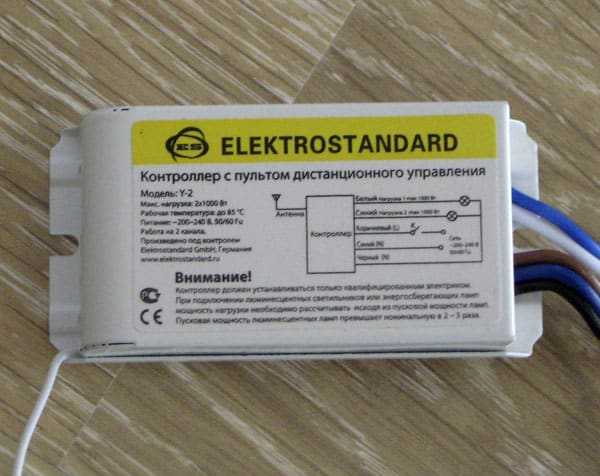 ES ELEKTROSTANDARD
Контроллер с пультом дистанционного управления
Модель: Y-2
Макс. нагрузка: 2x1000 Вт
Рабочая температура: до 85 °C
Питание: ~200-240 В, 50/60 Гц
Работа на 2 канала.
Произведено под контролем
Elektrostandard GmbH, Германия
www.elektrostandard.ru
Антенна
Контроллер
Белый Нагрузка 1 max 1000 Вт
Синий Нагрузка 2 max 1000 Вт
Коричневый (L) K
Синий (N)
Черный (N)
Сеть
~200-240 В
50/60 Гц
Внимание!
Контроллер должен устанавливаться только квалифицированным электриком.
При подключении люминесцентных светильников или энергосберегающих ламп
мощность нагрузки необходимо рассчитывать исходя из пусковой мощности ламп.
Пусковая мощность люминесцентных ламп превышает номинальную в 2 - 3 раза.
CE